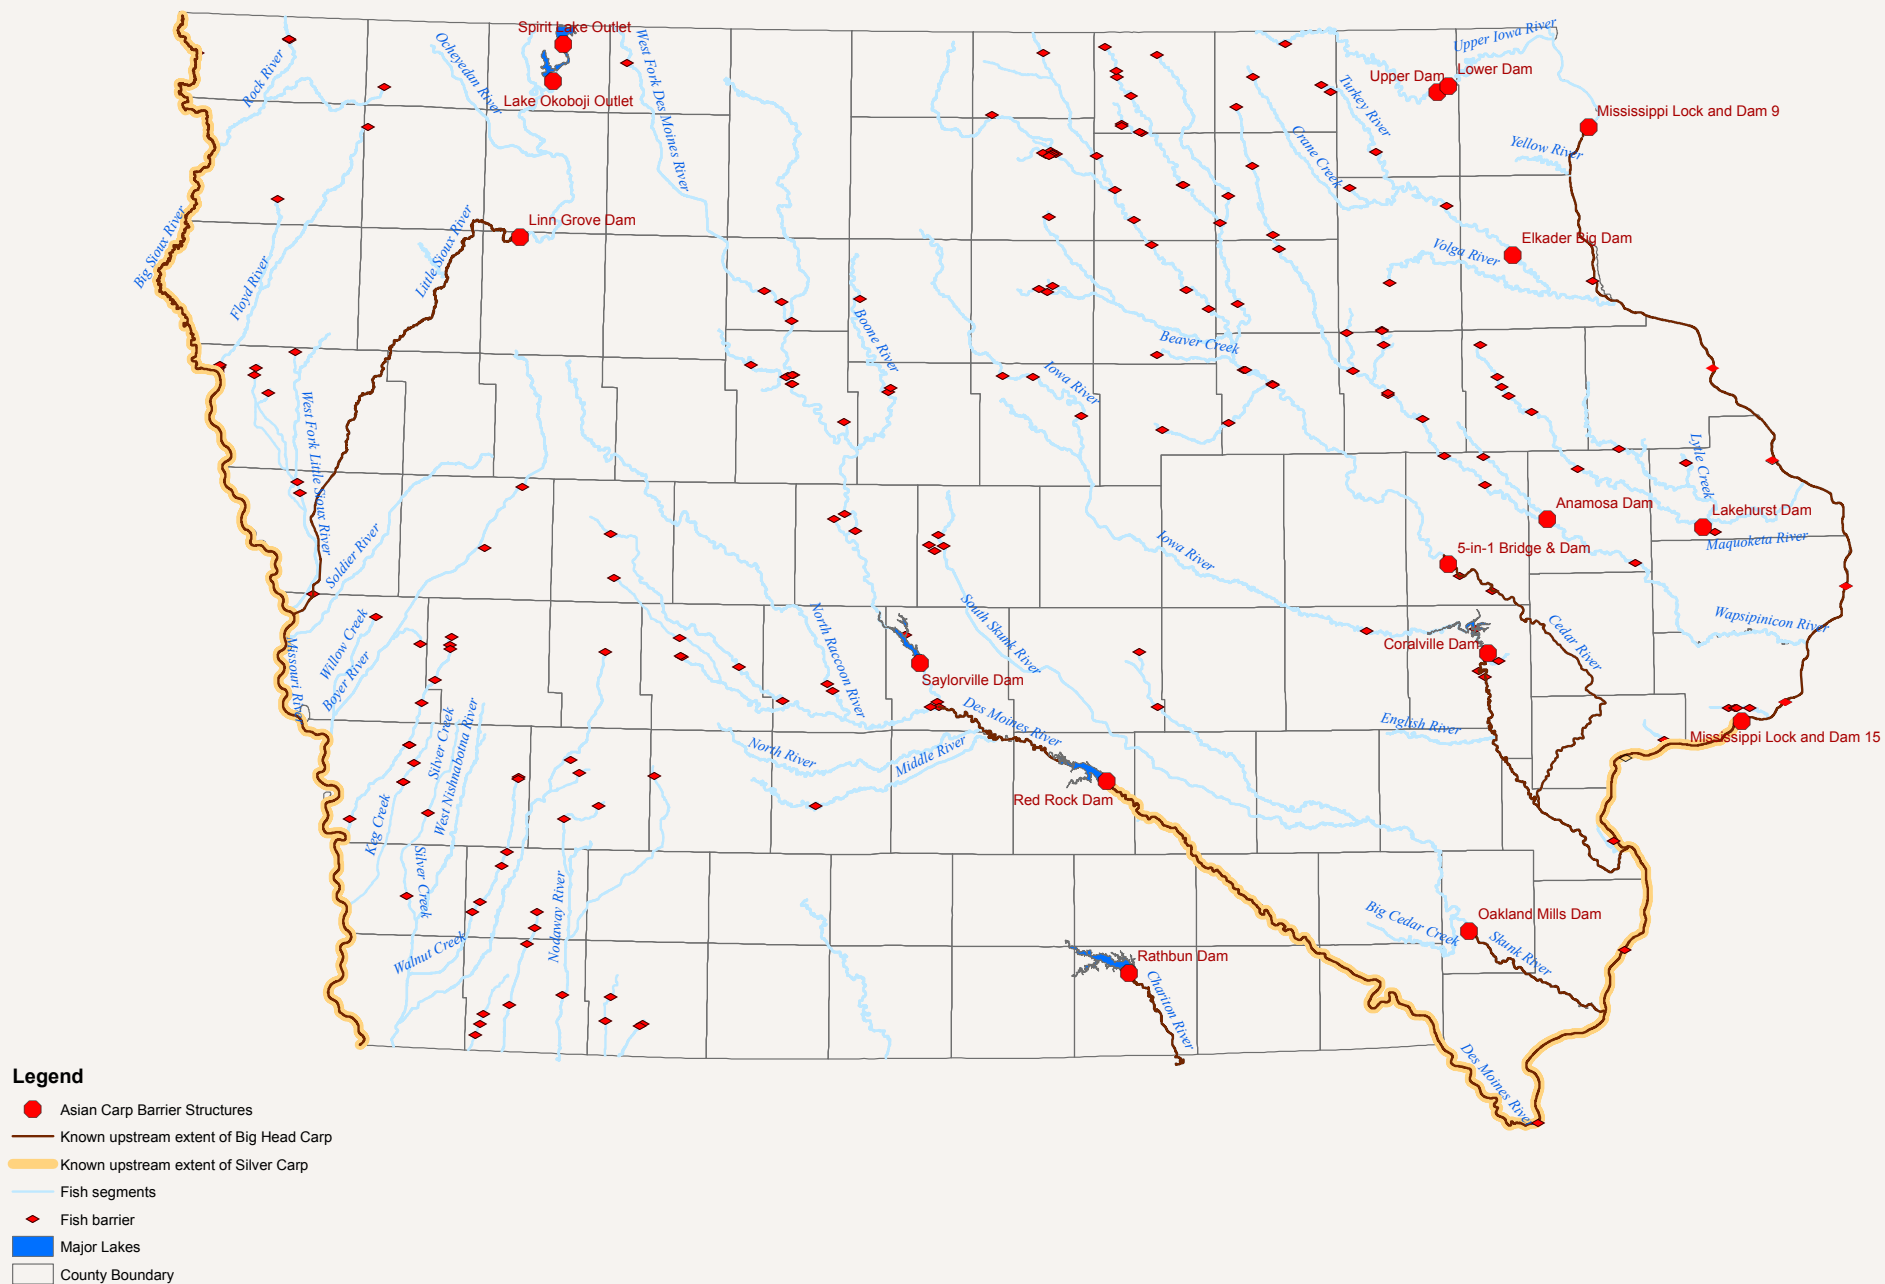 Spirit Lake Outlet
Ocheyedan River
West Fork Des Moines River
Rock River
Lake Okoboji Outlet
Upper Iowa River
Upper Dam
Lower Dam
Turkey River
Mississippi Lock and Dam 9
Crane Creek
Yellow River
Big Sioux River
Floyd River
Little Sioux River
Linn Grove Dam
Elkader Big Dam
Volga River
Boone River
Beaver Creek
Iowa River
West Fork Little Sioux River
Lytle Creek
Anamosa Dam
Lakehurst Dam
Maquoketa River
Soldier River
Iowa River
5-in-1 Bridge & Dam
Willow Creek
Boyer River
Missouri River
North Raccoon River
South Skunk River
Cedar River
Wapsipinicon River
Coralville Dam
Saylorville Dam
Des Moines River
English River
Mississippi Lock and Dam 15
Silver Creek
West Nishnabotna River
North River
Middle River
Keg Creek
Red Rock Dam
Silver Creek
Nodaway River
Walnut Creek
Big Cedar Creek
Oakland Mills Dam
Skunk River
Rathbun Dam
Chariton River
Des Moines River
Legend
Asian Carp Barrier Structures
Known upstream extent of Big Head Carp
Known upstream extent of Silver Carp
Fish segments
Fish barrier
Major Lakes
County Boundary